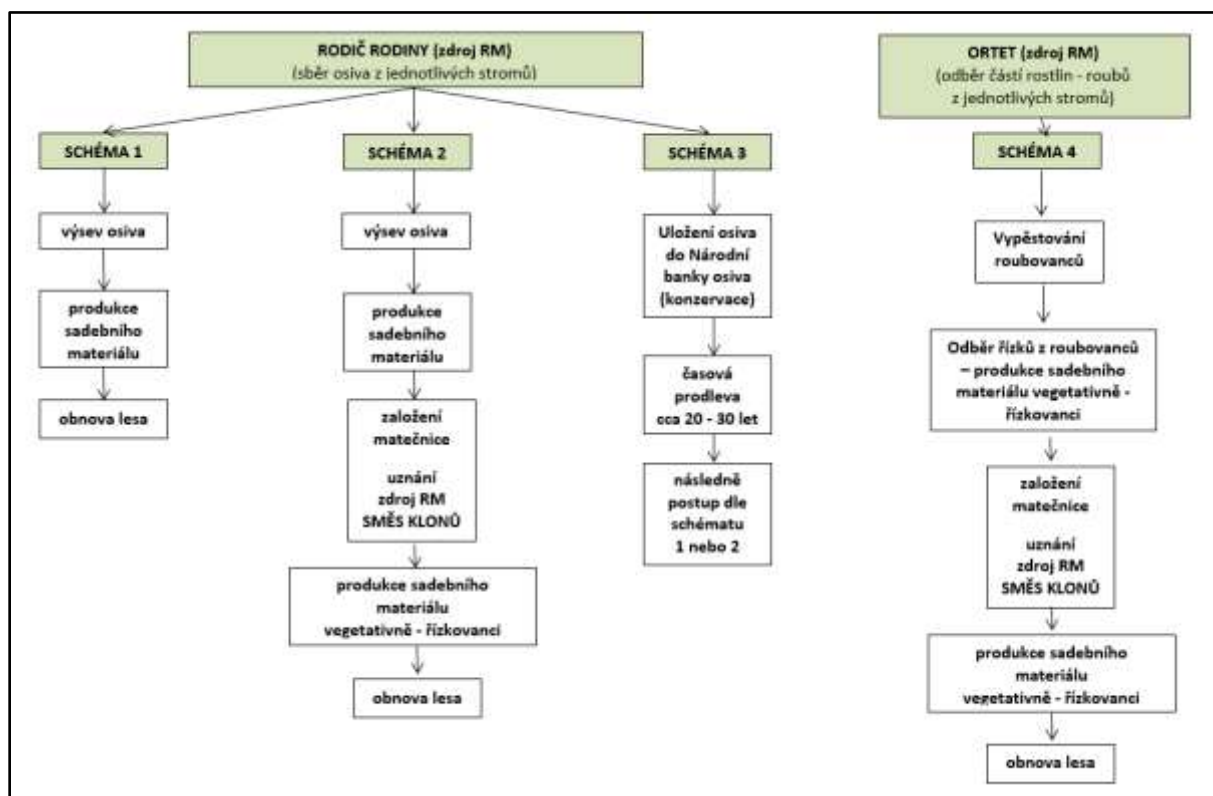 RODIČ RODINY (zdroj RM)
(sběr osiva z jednotlivých stromů)
SCHÉMA 1
výsev osiva
produkce
sadebního
materiálu
obnova lesa
SCHÉMA 2
výsev osiva
produkce
sadebního
materiálu
založení
matečnice
uznání
zdroj RM
SMĚS KLONŮ
produkce sadebního
materiálu
vegetativně - řízkovanci
obnova lesa
SCHÉMA 3
Uložení osiva
do Národní
banky osiva
(konzervace)
časová
prodleva
cca 20 - 30 let
následně
postup dle
schématu
1 nebo 2
ORTET (zdroj RM)
(odběr částí rostlin - roubů
z jednotlivých stromů)
SCHÉMA 4
Vypěstování
roubovanců
Odběr řízků z roubovanců
– produkce sadebního
materiálu vegetativně -
řízkovanci
založení
matečnice
uznání
zdroj RM
SMĚS KLONŮ
produkce sadebního
materiálu
vegetativně - řízkovanci
obnova lesa